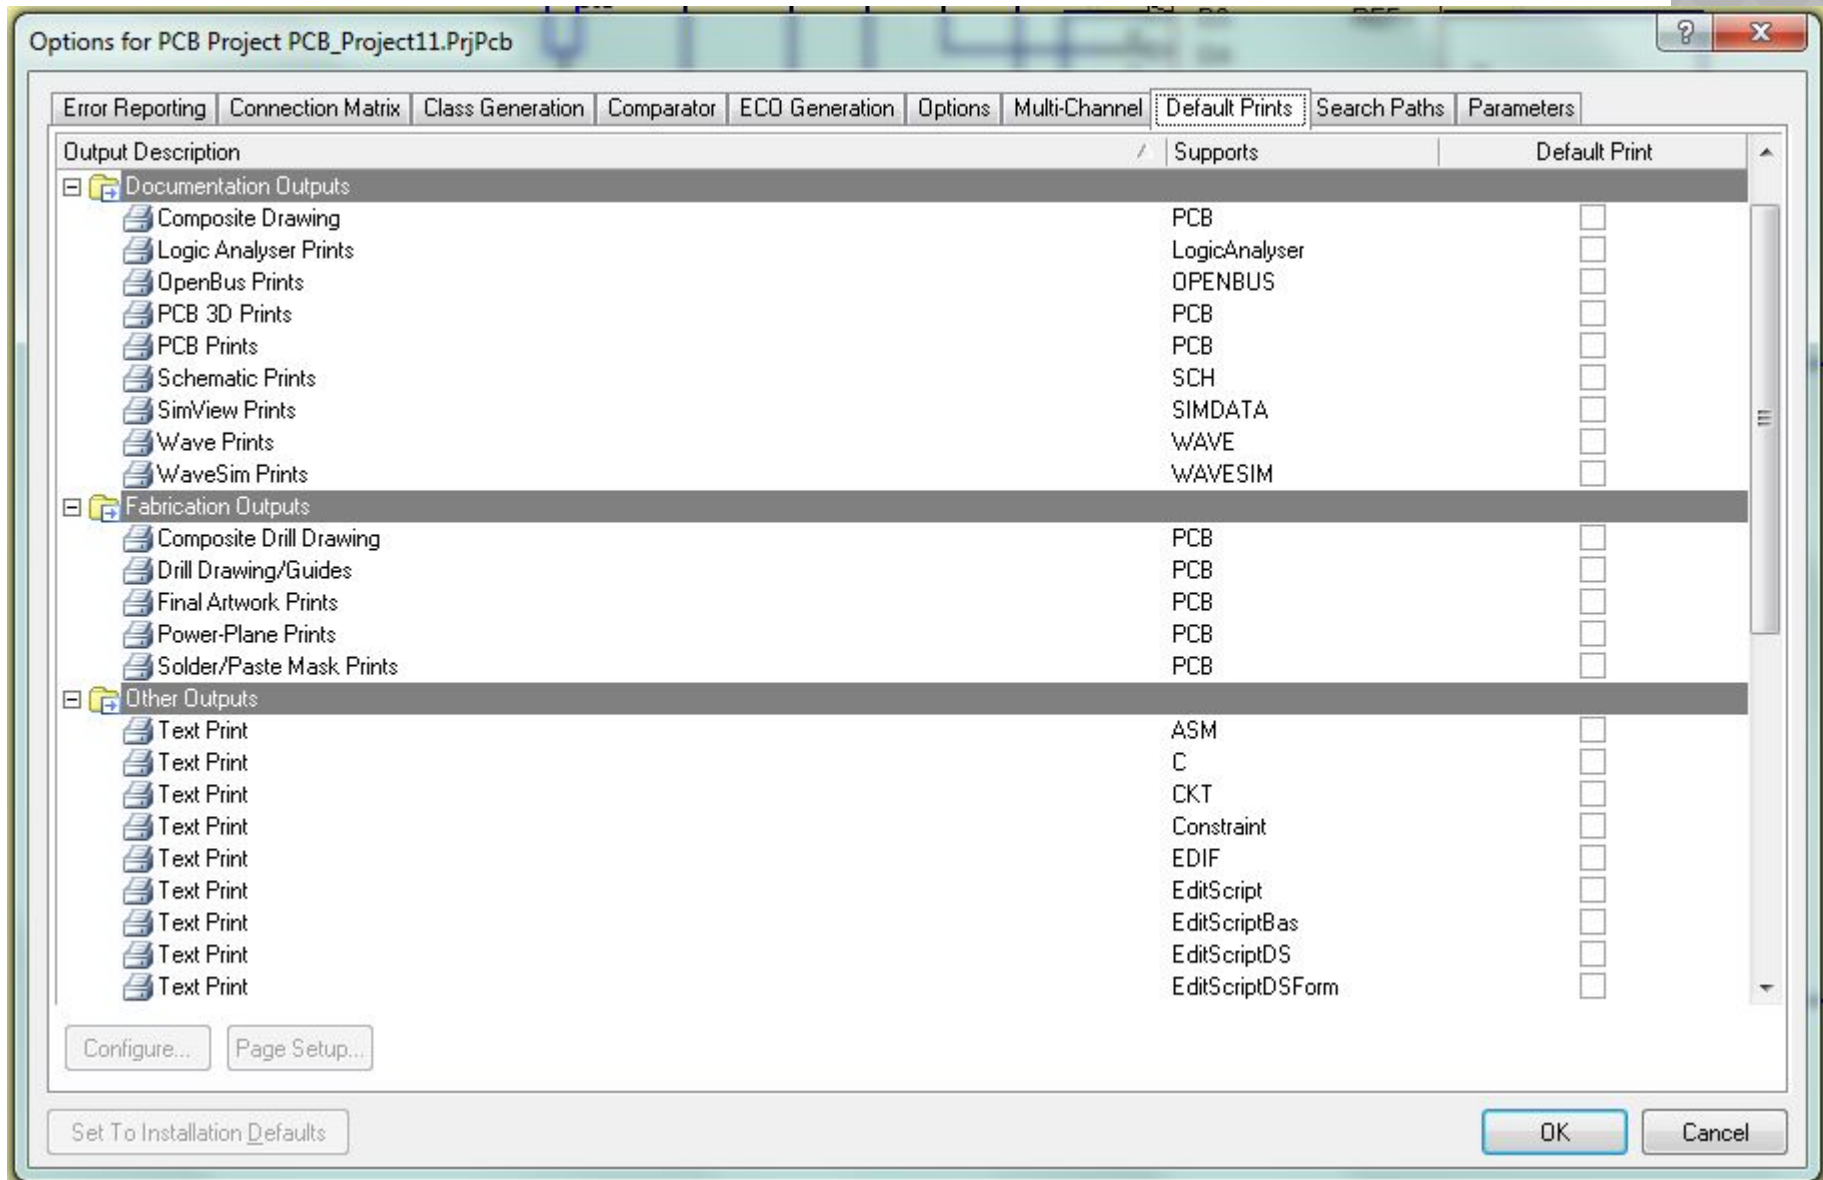 Options for PCB Project PCB_Project11.PrjPcb
Error Reporting Connection Matrix Class Generation Comparator ECO Generation Options Multi-Channel Default Prints Search Paths Parameters
Output Description Supports Default Print
Documentation Outputs
Composite Drawing PCB
Logic Analyser Prints LogicAnalyser
OpenBus Prints OPENBUS
PCB 3D Prints PCB
PCB Prints PCB
Schematic Prints SCH
SimView Prints SIMDATA
Wave Prints WAVE
WaveSim Prints WAVESIM
Fabrication Outputs
Composite Drill Drawing PCB
Drill Drawing/Guides PCB
Final Artwork Prints PCB
Power-Plane Prints PCB
Solder/Paste Mask Prints PCB
Other Outputs
Text Print ASM
Text Print C
Text Print CKT
Text Print Constraint
Text Print EDIF
Text Print EditScript
Text Print EditScriptBas
Text Print EditScriptDS
Text Print EditScriptDSForm
Configure... Page Setup...
Set To Installation Defaults OK Cancel